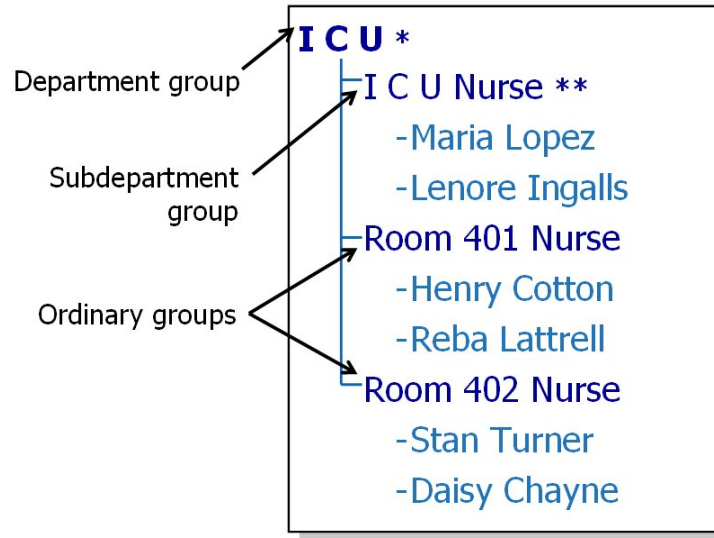 I C U *
Department group
I C U Nurse **
-Maria Lopez
Subdepartment
group
-Lenore Ingalls
Room 401 Nurse
-Henry Cotton
Ordinary groups
-Reba Lattrell
Room 402 Nurse
-Stan Turner
-Daisy Chayne